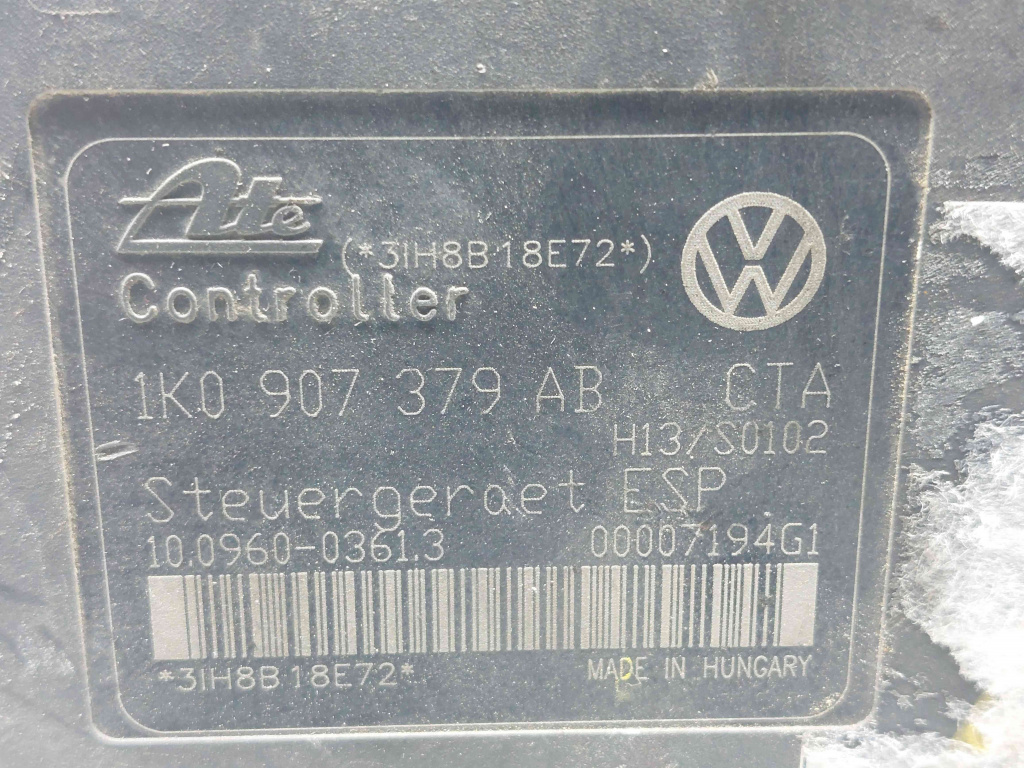 Ate
(*3IH8B18E72*)
Controller
1K0 907 379 AB CTA
H13/S0102
Steuergeraet ESP
10.0960-0361.3 00007194G1
*3IH8B18E72*
MADE IN HUNGARY